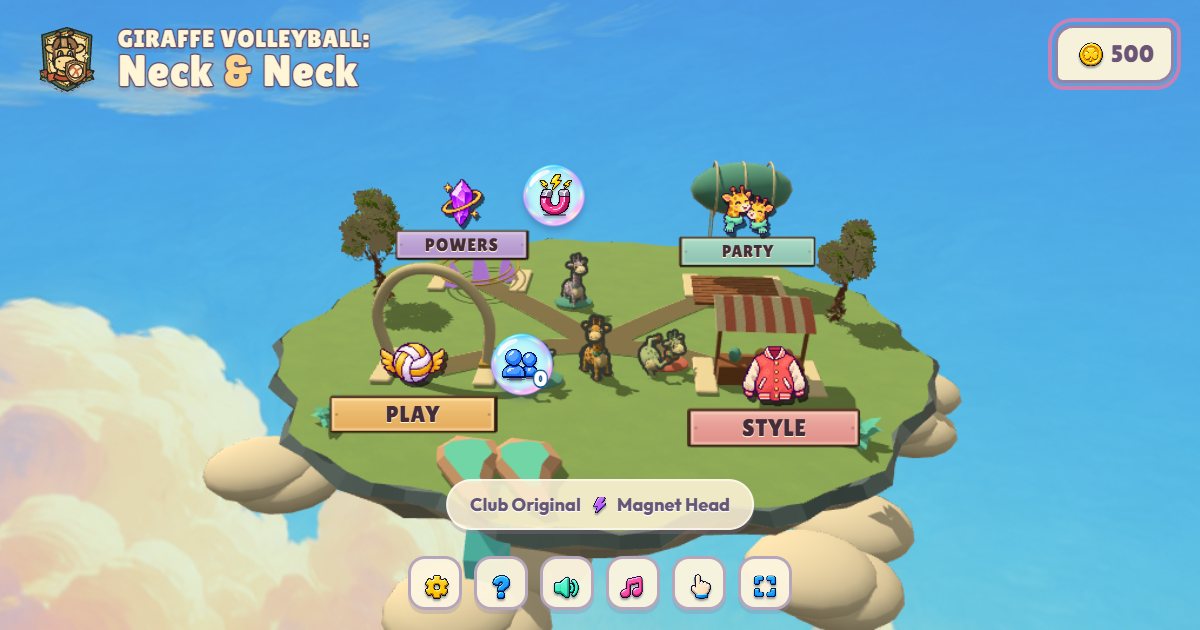 GIRAFFE VOLLEYBALL:
Neck & Neck
500
POWERS
PARTY
0
PLAY
STYLE
Club Original Magnet Head
?